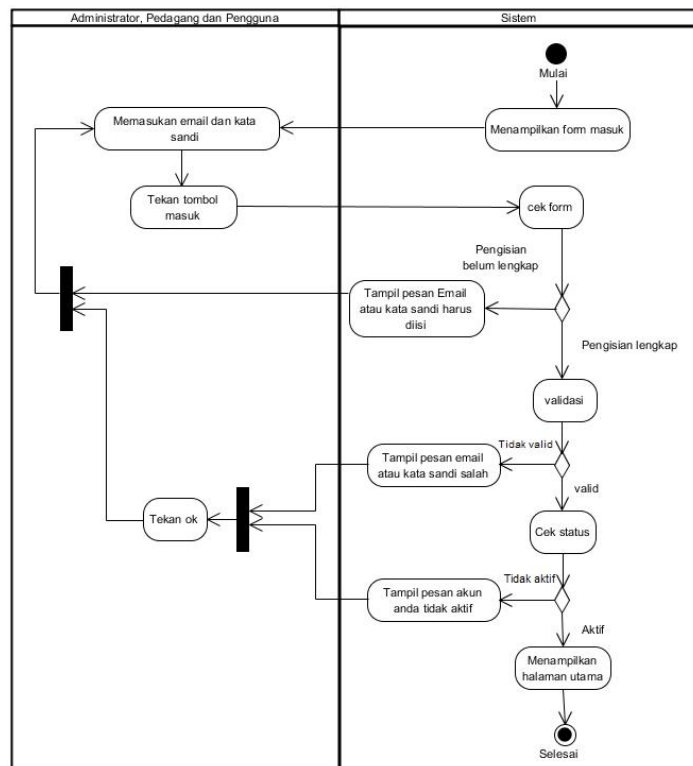 Administrator, Pedagang dan Pengguna
Sistem
Mulai
Menampilkan form masuk
Memasukan email dan kata
sandi
Tekan tombol
masuk
cek form
Pengisian
belum lengkap
Tampil pesan Email
atau kata sandi harus
diisi
Pengisian lengkap
validasi
Tidak valid
Tampil pesan email
atau kata sandi salah
valid
Tekan ok
Cek status
Tidak aktif
Tampil pesan akun
anda tidak aktif
Aktif
Menampilkan
halaman utama
Selesai